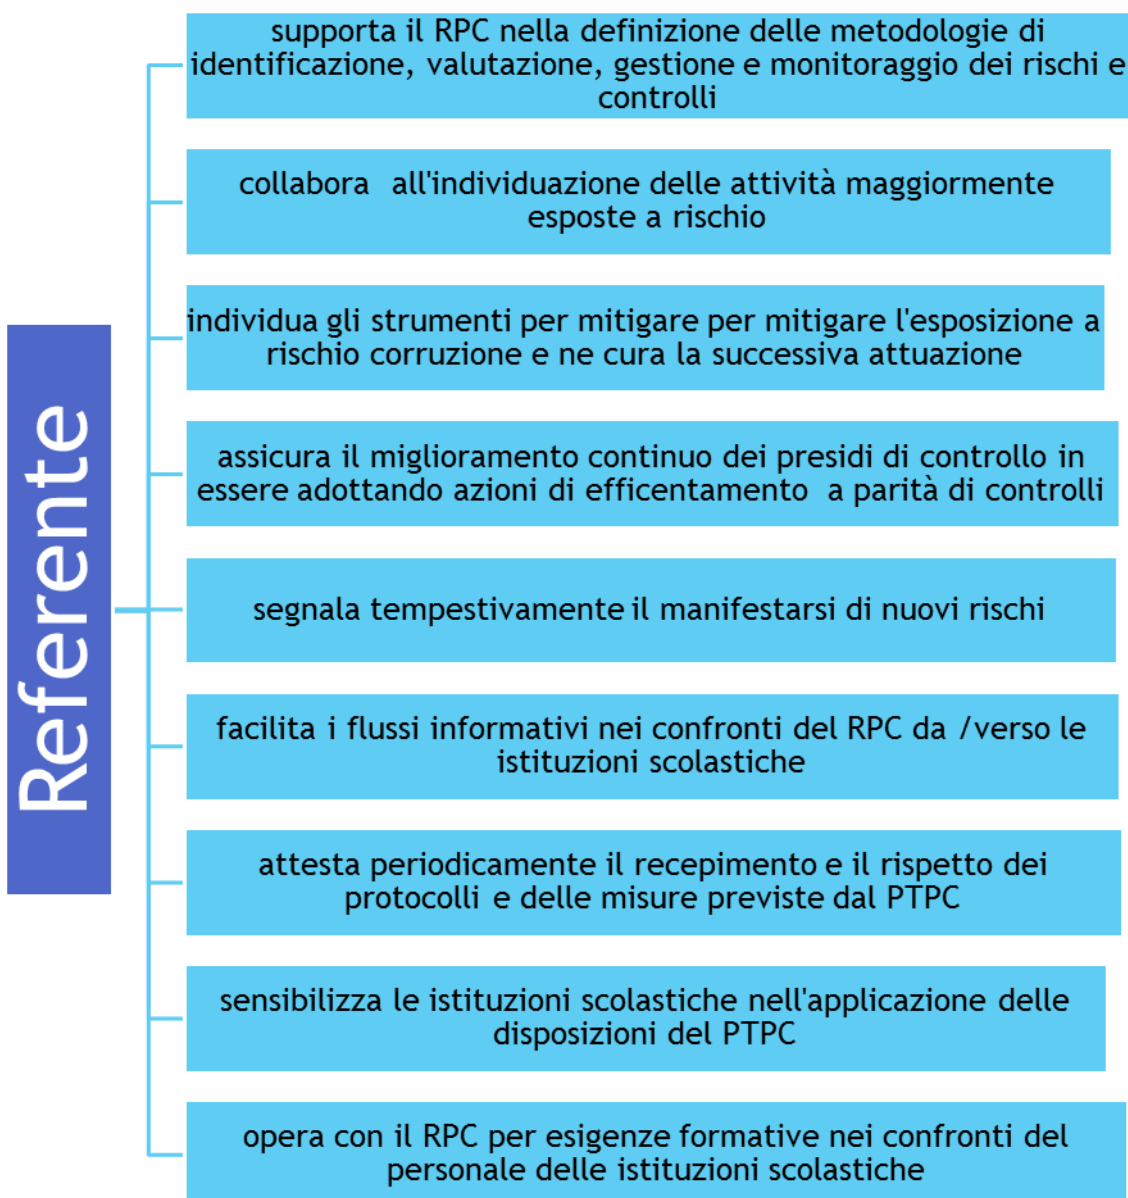 supporta il RPC nella definizione delle metodologie di
identificazione, valutazione, gestione e monitoraggio dei rischi e
controlli
collabora all'individuazione delle attività maggiormente
esposte a rischio
individua gli strumenti per mitigare per mitigare l'esposizione a
rischio corruzione e ne cura la successiva attuazione
assicura il miglioramento continuo dei presidi di controllo in
essere adottando azioni di efficentamento a parità di controlli
Referente
segnala tempestivamente il manifestarsi di nuovi rischi
facilita i flussi informativi nei confronti del RPC da /verso le
istituzioni scolastiche
attesta periodicamente il recepimento e il rispetto dei
protocolli e delle misure previste dal PTPC
sensibilizza le istituzioni scolastiche nell'applicazione delle
disposizioni del PTPC
opera con il RPC per esigenze formative nei confronti del
personale delle istituzioni scolastiche